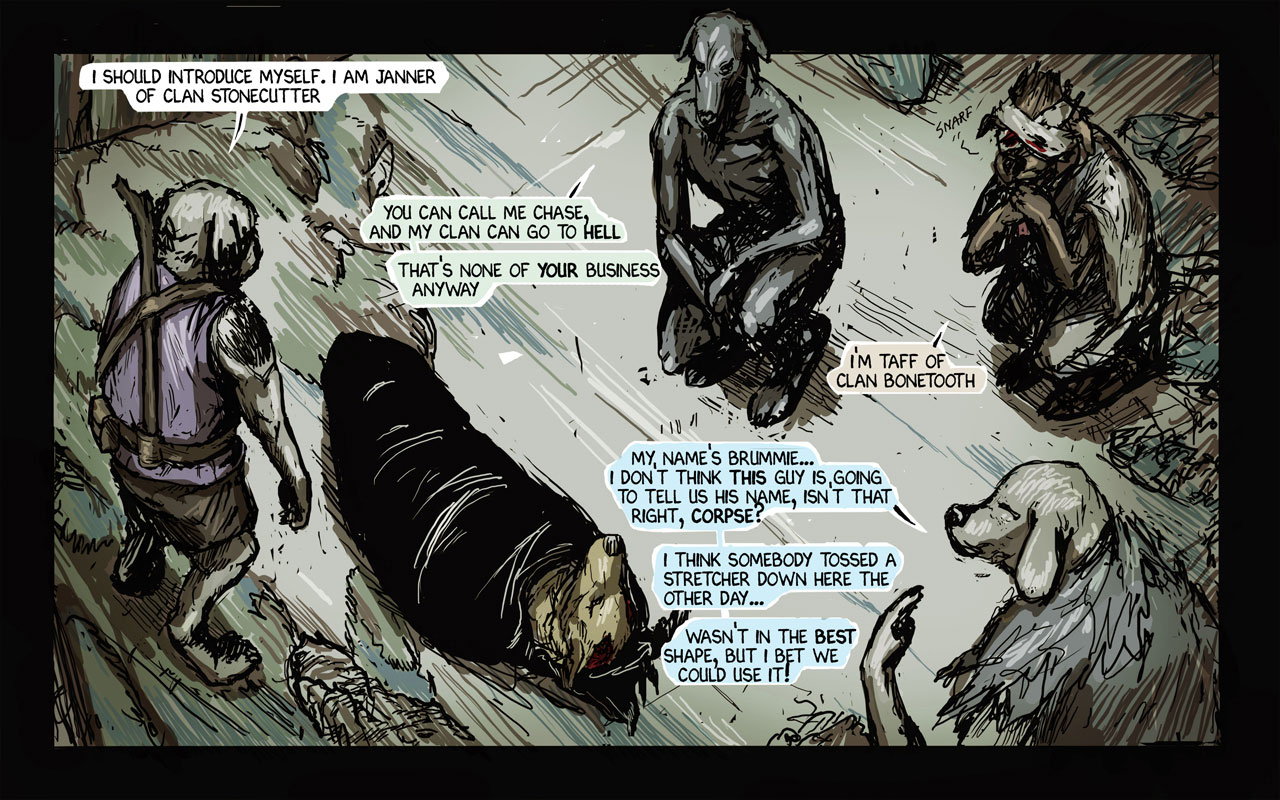 I SHOULD INTRODUCE MYSELF. I AM JANNER
OF CLAN STONECUTTER
YOU CAN CALL ME CHASE,
AND MY CLAN CAN GO TO HELL
THAT'S NONE OF YOUR BUSINESS
ANYWAY
SNARF
I'M TAFF OF
CLAN BONETOOTH
MY NAME'S BRUMMIE...
I DON'T THINK THIS GUY IS GOING
TO TELL US HIS NAME, ISN'T THAT
RIGHT, CORPSE?
I THINK SOMEBODY TOSSED A
STRETCHER DOWN HERE THE
OTHER DAY...
WASN'T IN THE BEST
SHAPE, BUT I BET WE
COULD USE IT!